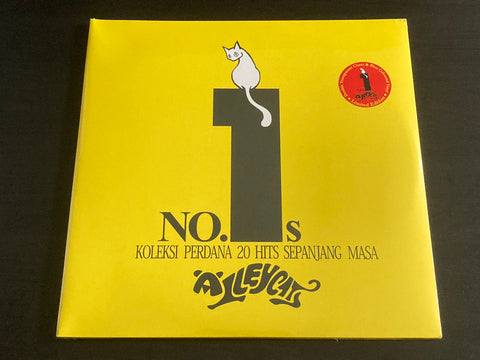 NO.1s
KOLEKSI PERDANA 20 HITS SEPANJANG MASA
ALLEYCATS